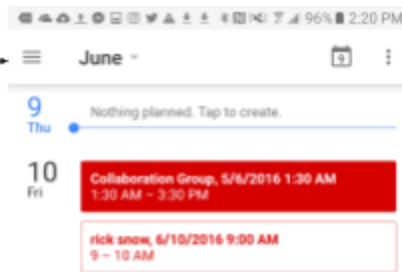 96% 2:20 PM
June
9
9
Thu
Nothing planned. Tap to create.
10
Fri
Collaboration Group, 5/6/2016 1:30 AM
1:30 AM – 3:30 PM
rick snow, 6/10/2016 9:00 AM
9 – 10 AM